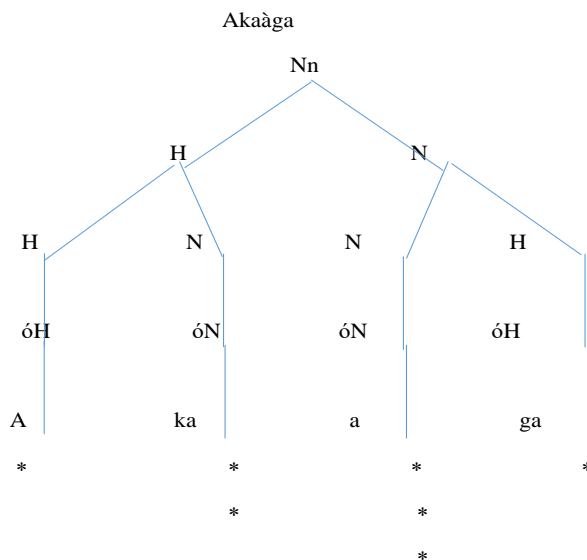 Akaàga
Nn
H N
H N N H
óH óN óN óH
A ka a ga
* * * *
* *
*